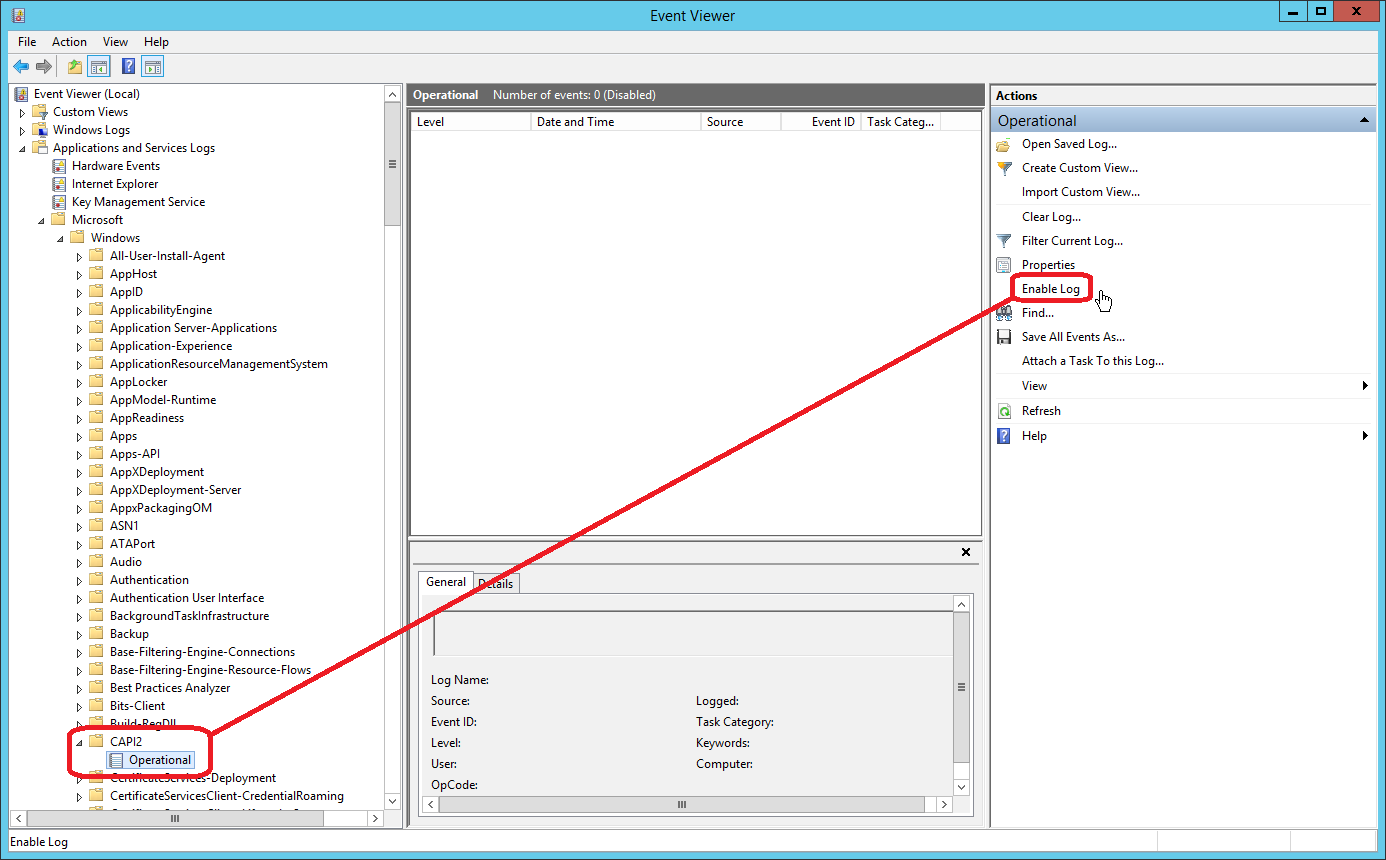 Event Viewer
File Action View Help
Event Viewer (Local)
Custom Views
Windows Logs
Applications and Services Logs
Hardware Events
Internet Explorer
Key Management Service
Microsoft
Windows
All-User-Install-Agent
AppHost
AppID
ApplicabilityEngine
Application Server-Applications
Application-Experience
ApplicationResourceManagementSystem
AppLocker
AppModel-Runtime
AppReadiness
Apps
Apps-API
AppXDeployment
AppXDeployment-Server
AppxPackagingOM
ASN1
ATAPort
Audio
Authentication
Authentication User Interface
BackgroundTaskInfrastructure
Backup
Base-Filtering-Engine-Connections
Base-Filtering-Engine-Resource-Flows
Best Practices Analyzer
Bits-Client
Build-RegDll
CAPI2
Operational
CertificateServices-Deployment
CertificateServicesClient-CredentialRoaming
Operational Number of events: 0 (Disabled)
Level Date and Time Source Event ID Task Categ...
General Details
Log Name:
Source: Logged:
Event ID: Task Category:
Level: Keywords:
User: Computer:
OpCode:
Actions
Operational
Open Saved Log...
Create Custom View...
Import Custom View...
Clear Log...
Filter Current Log...
Properties
Enable Log
Find...
Save All Events As...
Attach a Task To this Log...
View
Refresh
Help
Enable Log